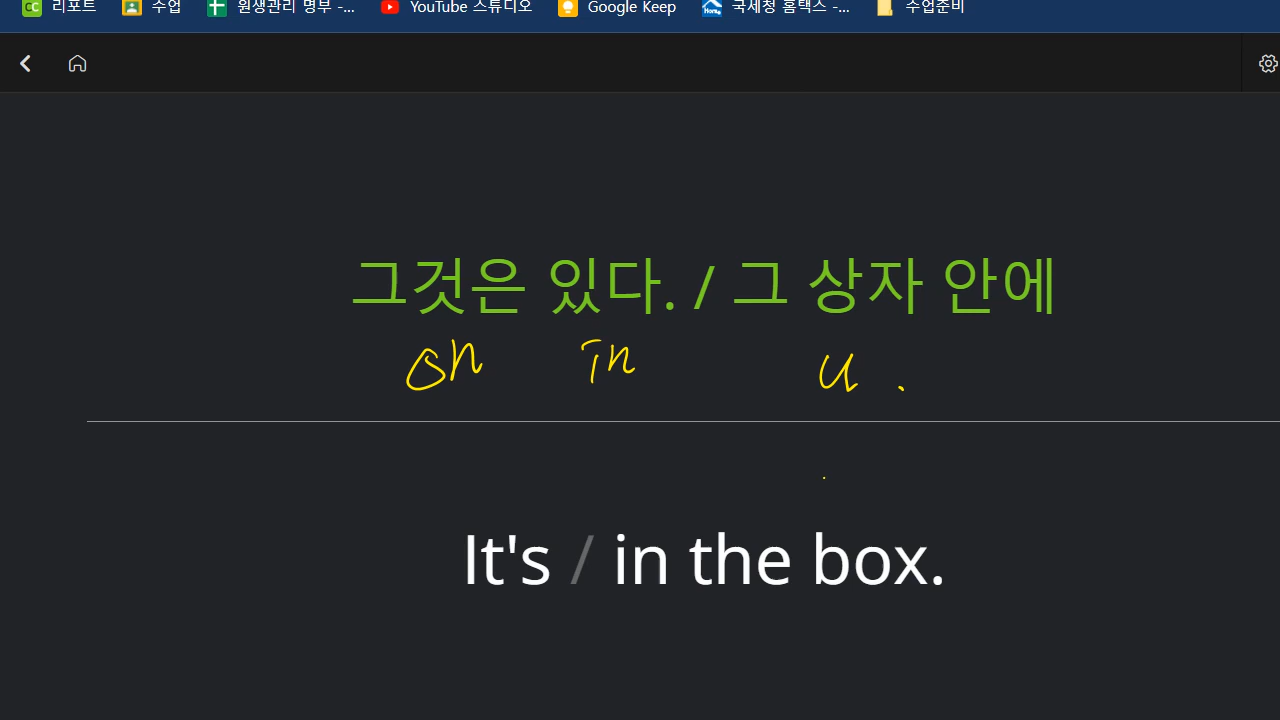 리포트 수업 원생관리 명부 -... YouTube 스튜디오 Google Keep 국세청 홈택스 -... 수업준비
그것은 있다. / 그 상자 안에
on in u .
It's / in the box.